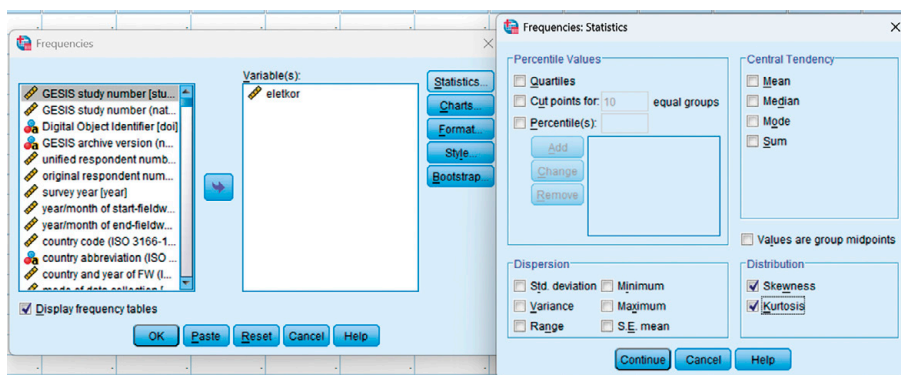 Frequencies
GESIS study number [stu...
GESIS study number (nat...
Digital Object Identifier [doi]
GESIS archive version (n...
unified respondent numb...
original respondent num...
survey year [year]
year/month of start-fieldw...
year/month of end-fieldw...
country code (ISO 3166-1...
country abbreviation (ISO ...
country and year of FW (I...
mode of data collection [
Variable(s):
eletkor
Statistics...
Charts...
Format...
Style...
Bootstrap...
Display frequency tables
OK Paste Reset Cancel Help
Frequencies: Statistics
Percentile Values
Quartiles
Cut points for: 10 equal groups
Percentile(s):
Add
Change
Remove
Central Tendency
Mean
Median
Mode
Sum
Values are group midpoints
Dispersion
Std. deviation Minimum
Variance Maximum
Range S.E. mean
Distribution
Skewness
Kurtosis
Continue Cancel Help